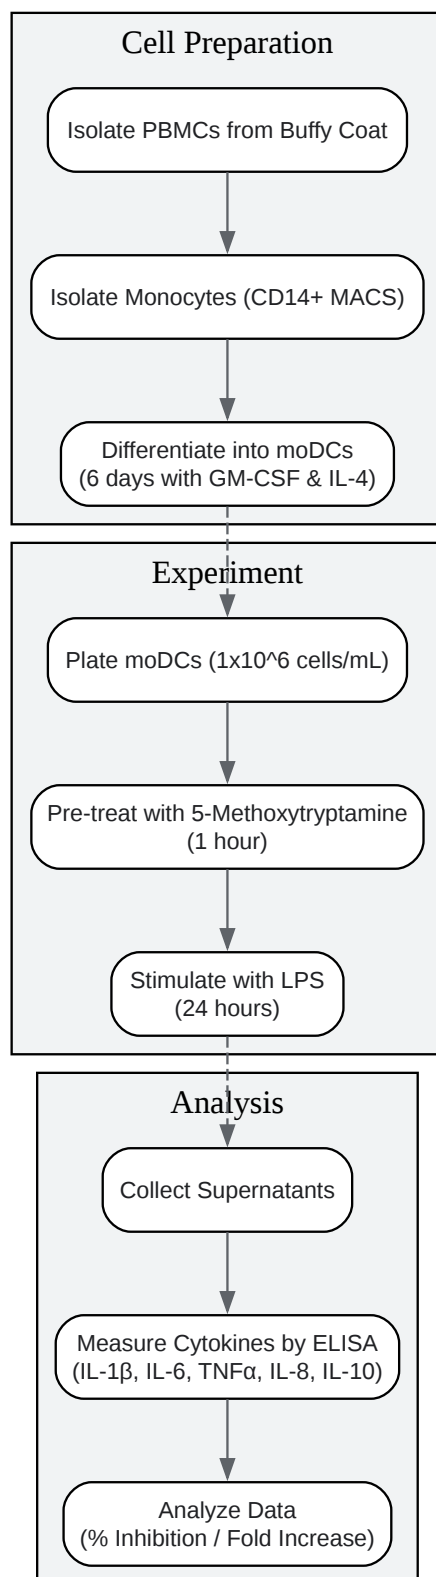 Cell Preparation
Isolate PBMCs from Buffy Coat
Isolate Monocytes (CD14+ MACS)
Differentiate into moDCs
(6 days with GM-CSF & IL-4)
Experiment
Plate moDCs (1x10^6 cells/mL)
Pre-treat with 5-Methoxytryptamine
(1 hour)
Stimulate with LPS
(24 hours)
Analysis
Collect Supernatants
Measure Cytokines by ELISA
(IL-1β, IL-6, TNFα, IL-8, IL-10)
Analyze Data
(% Inhibition / Fold Increase)